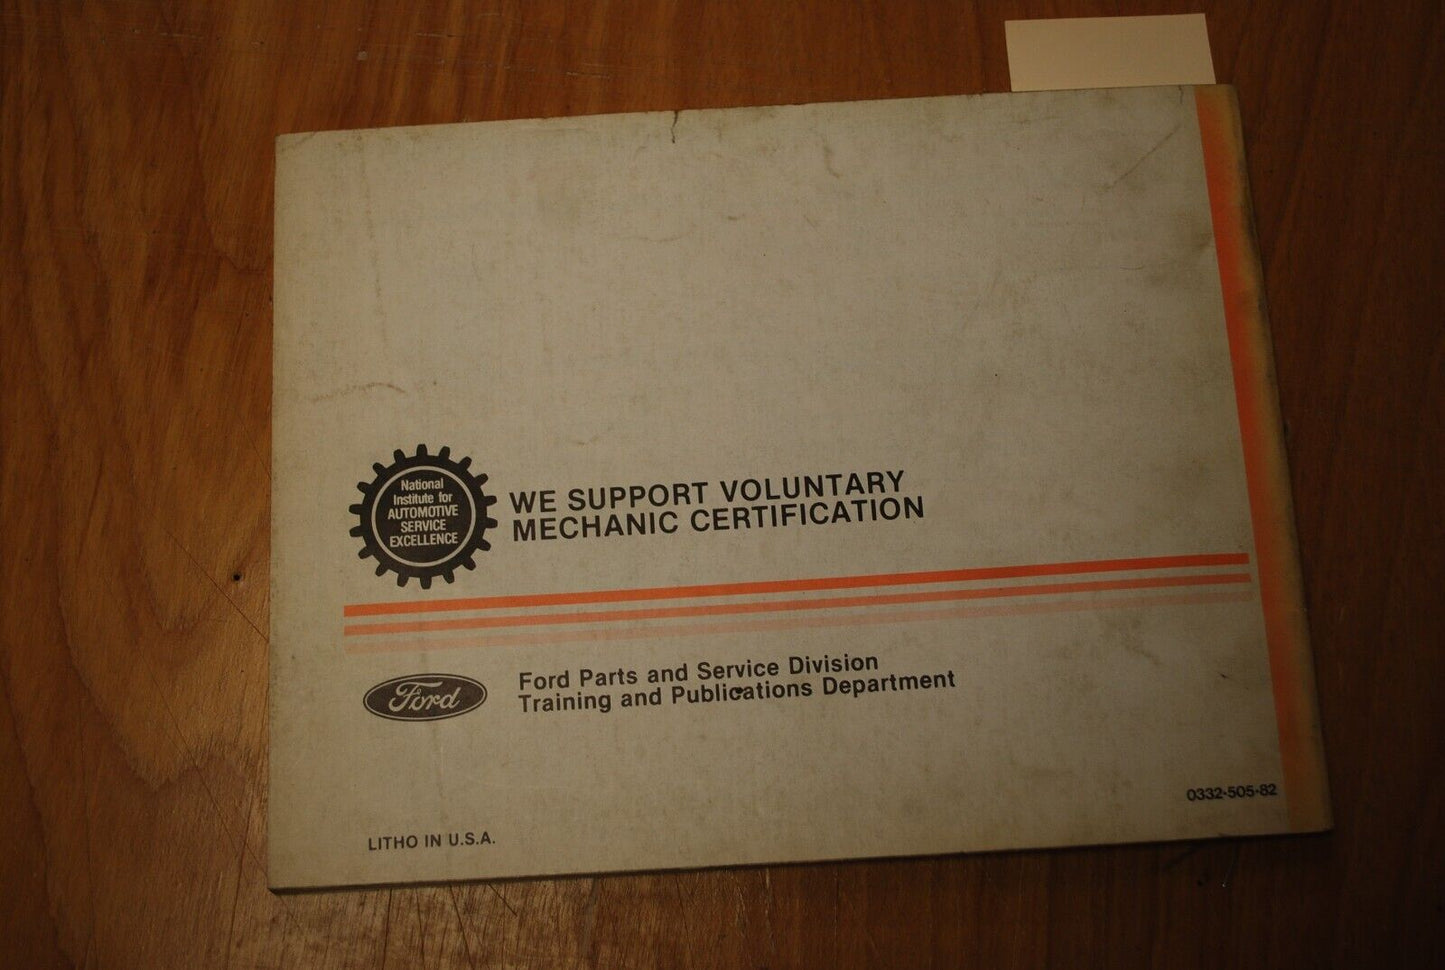 National
Institute for
AUTOMOTIVE
SERVICE
EXCELLENCE
WE SUPPORT VOLUNTARY
MECHANIC CERTIFICATION
Ford
Ford Parts and Service Division
Training and Publications Department
0332-505-82
LITHO IN U.S.A.